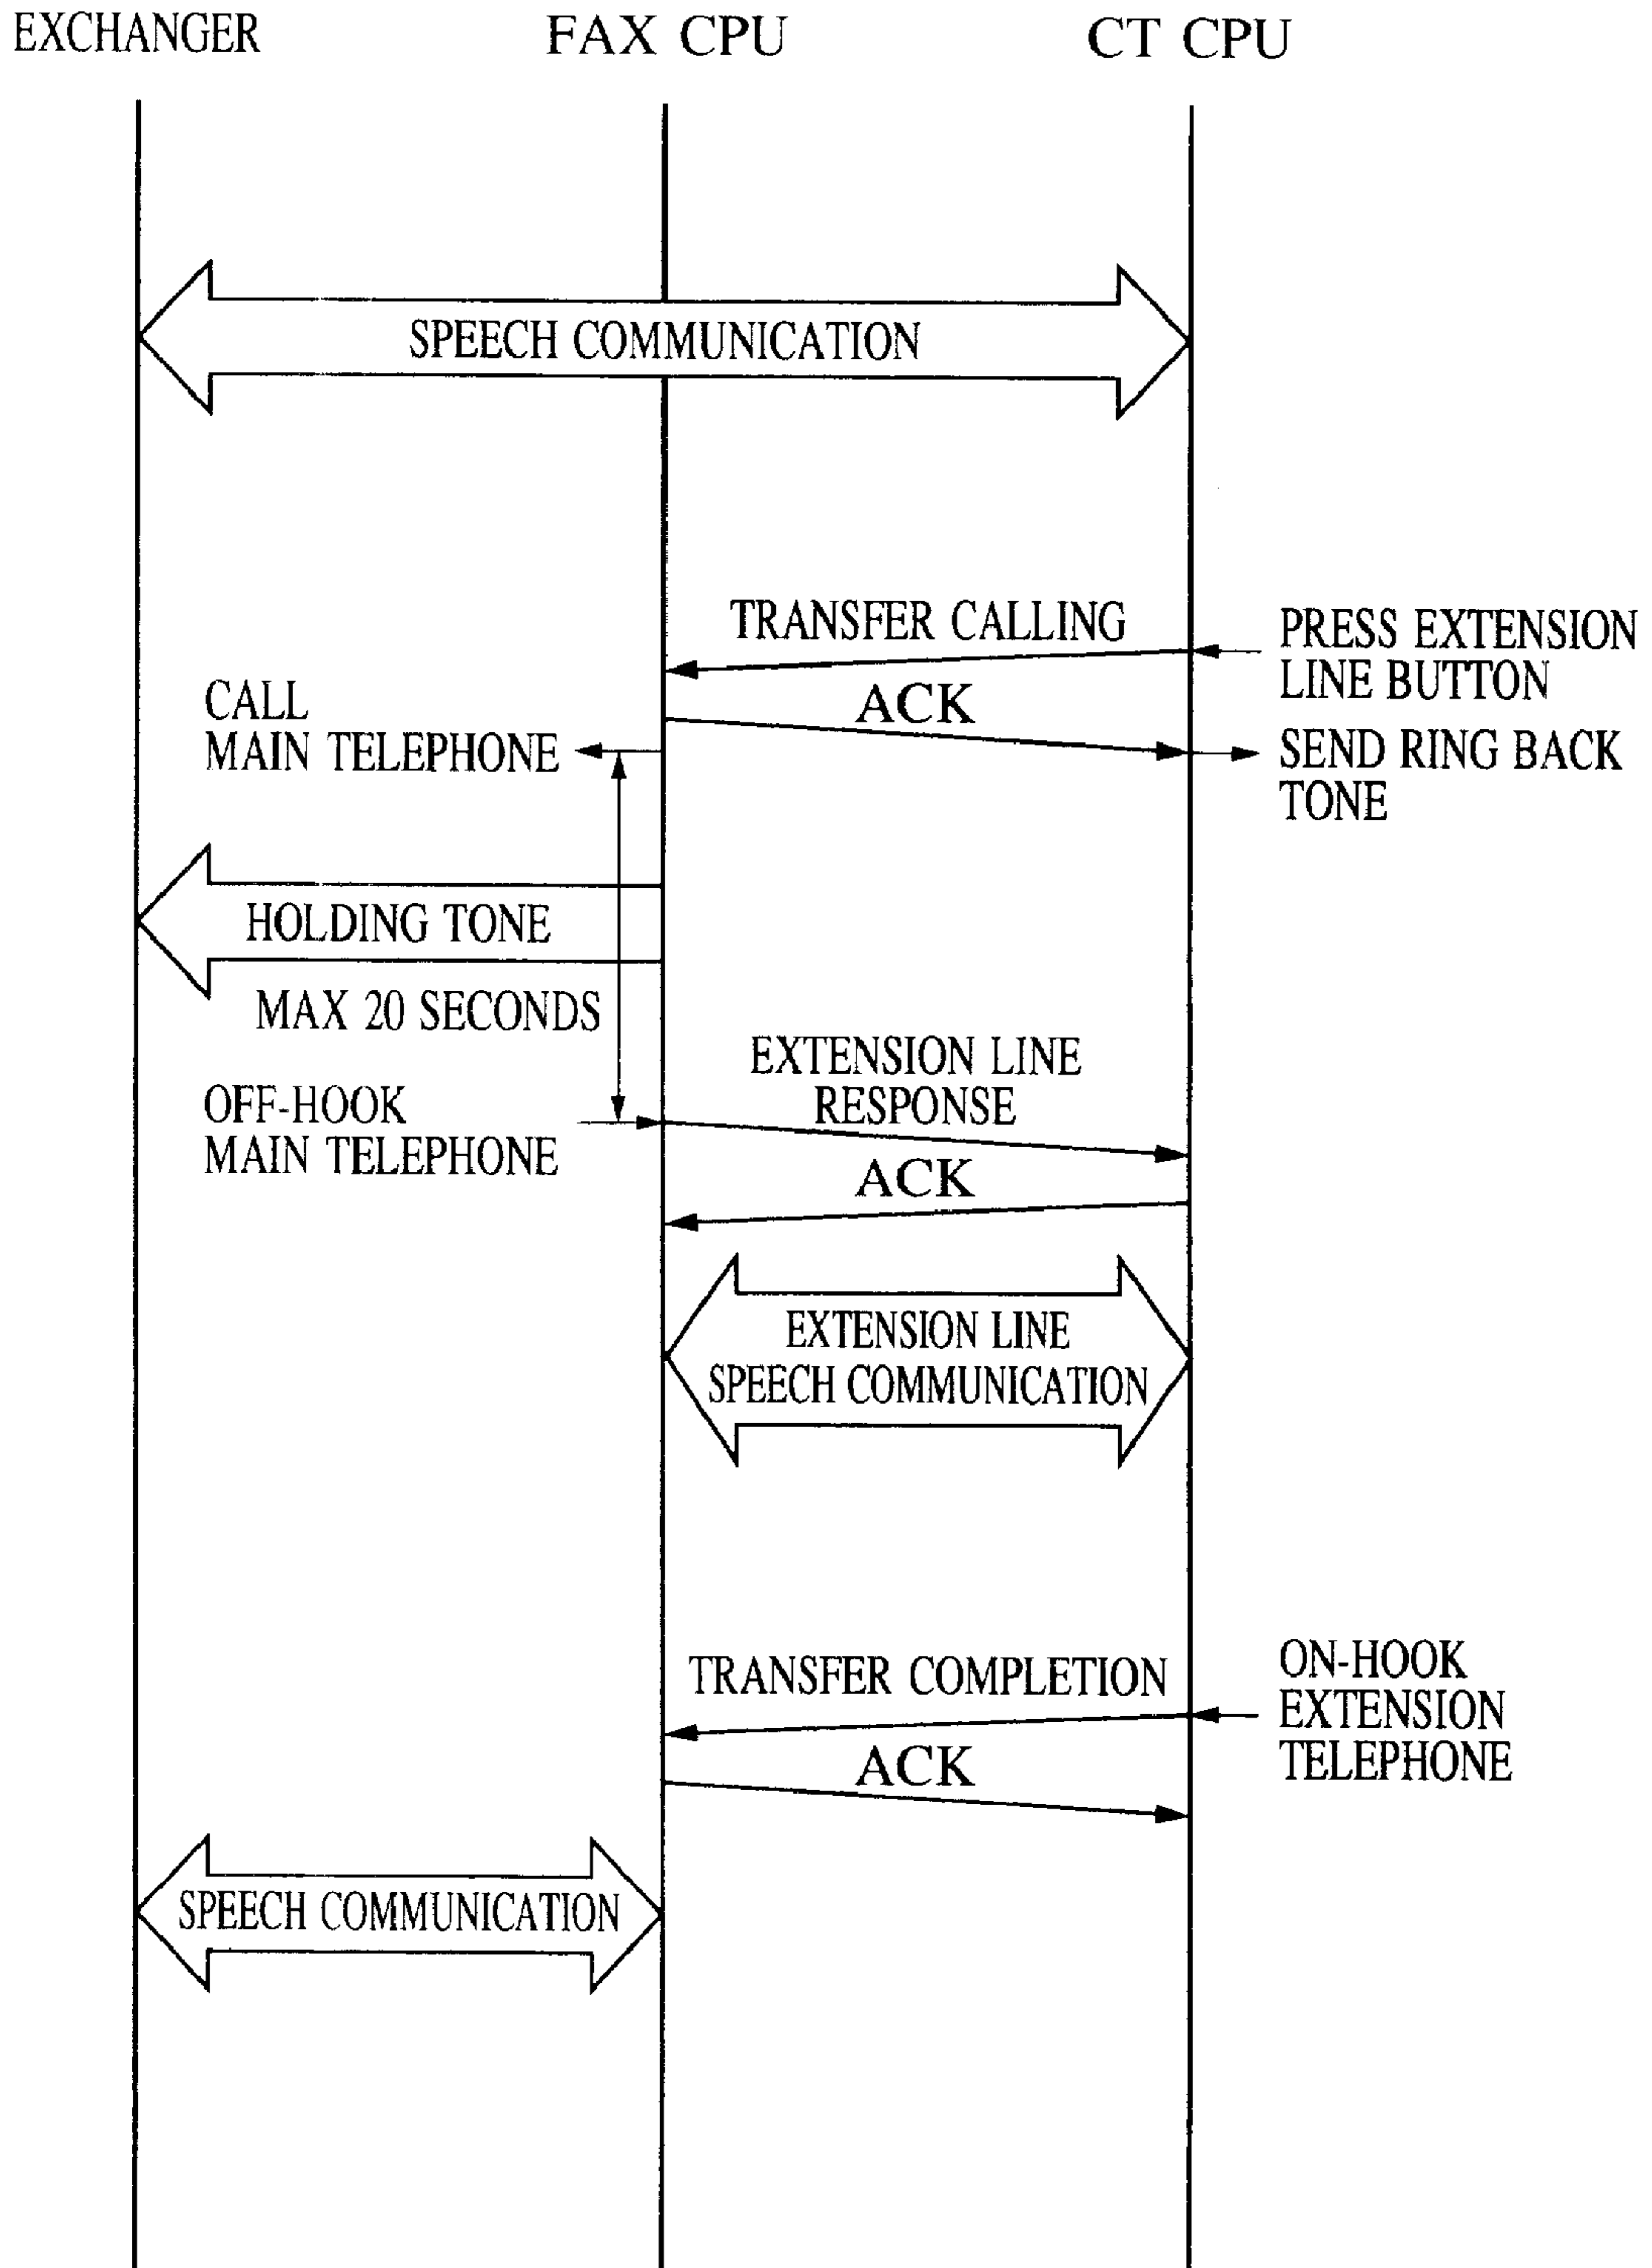 EXCHANGER
FAX CPU
CT CPU
SPEECH COMMUNICATION
TRANSFER CALLING
PRESS EXTENSION
LINE BUTTON
ACK
CALL
MAIN TELEPHONE
SEND RING BACK
TONE
HOLDING TONE
MAX 20 SECONDS
EXTENSION LINE
RESPONSE
OFF-HOOK
MAIN TELEPHONE
ACK
EXTENSION LINE
SPEECH COMMUNICATION
TRANSFER COMPLETION
ON-HOOK
EXTENSION
TELEPHONE
ACK
SPEECH COMMUNICATION